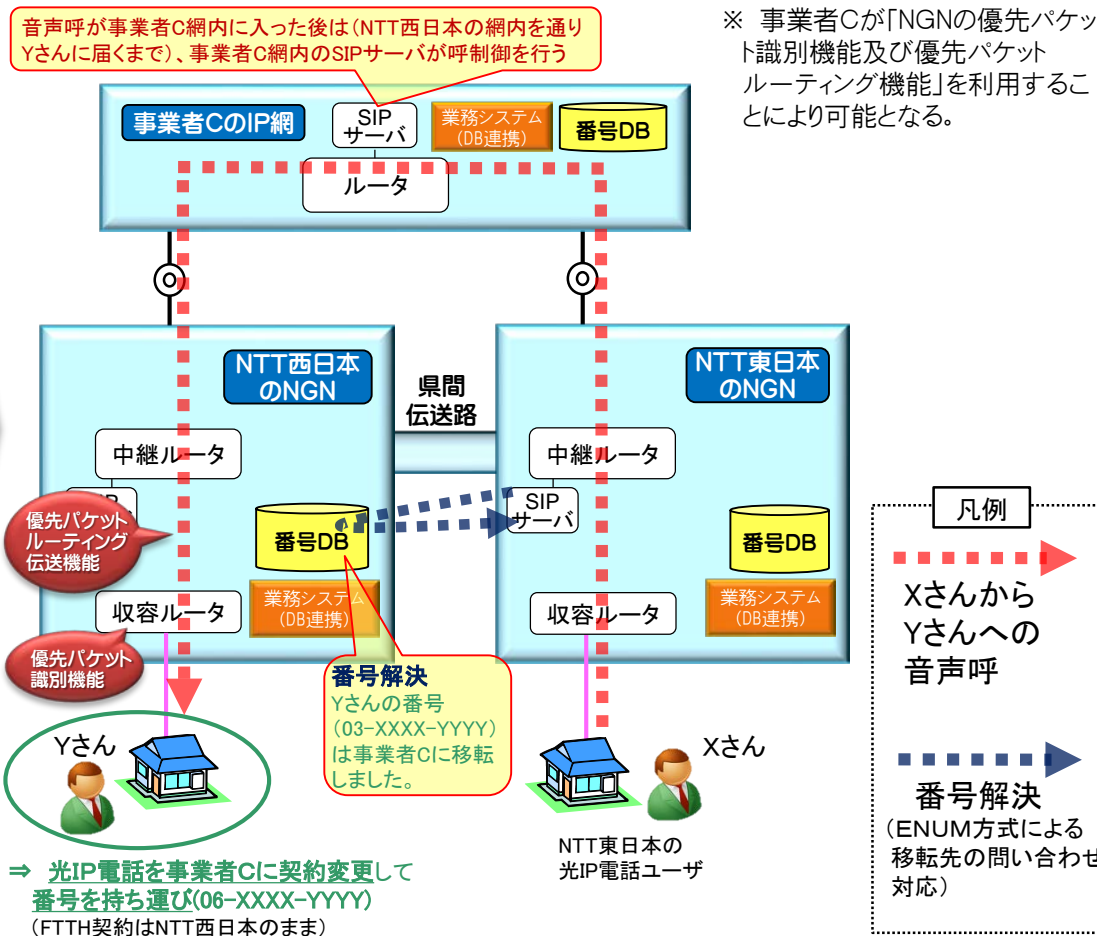 音声呼が事業者C網内に入った後は(NTT西日本の網内を通り
Yさんに届くまで)、事業者C網内のSIPサーバが呼制御を行う
※ 事業者Cが「NGNの優先パケッ
ト識別機能及び優先パケット
ルーティング機能」を利用するこ
とにより可能となる。
事業者CのIP網
SIP
サーバ
業務システム
(DB連携)
番号DB
ルータ
NTT西日本
のNGN
県間
伝送路
NTT東日本
のNGN
中継ルータ
中継ルータ
SIP
サーバ
優先パケット
ルーティング
伝送機能
番号DB
番号DB
収容ルータ
業務システム
(DB連携)
収容ルータ
業務システム
(DB連携)
優先パケット
識別機能
番号解決
Yさんの番号
(03-XXXX-YYYY)
は事業者Cに移転
しました。
Yさん
Xさん
NTT東日本の
光IP電話ユーザ
⇒ 光IP電話を事業者Cに契約変更して
番号を持ち運び(06-XXXX-YYYY)
(FTTH契約はNTT西日本のまま)
凡例
Xさんから
Yさんへの
音声呼
番号解決
(ENUM方式による
移転先の問い合わせ
対応)